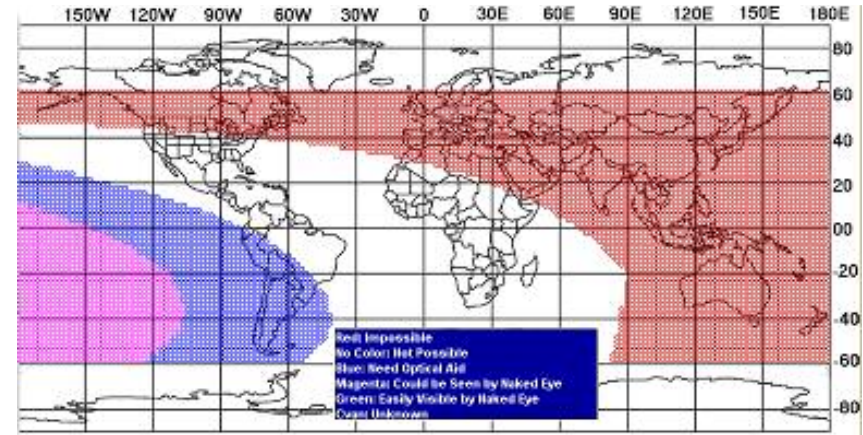 150W 120W 90W 60W 30W 0 30E 60E 90E 120E 150E 180E
80
60
40
20
00
-20
-40
-60
-80
Red: Impossible
No Color: Not Possible
Blue: Need Optical Aid
Magenta: Could be Seen by Naked Eye
Green: Easily Visible by Naked Eye
Cyan: Unknown